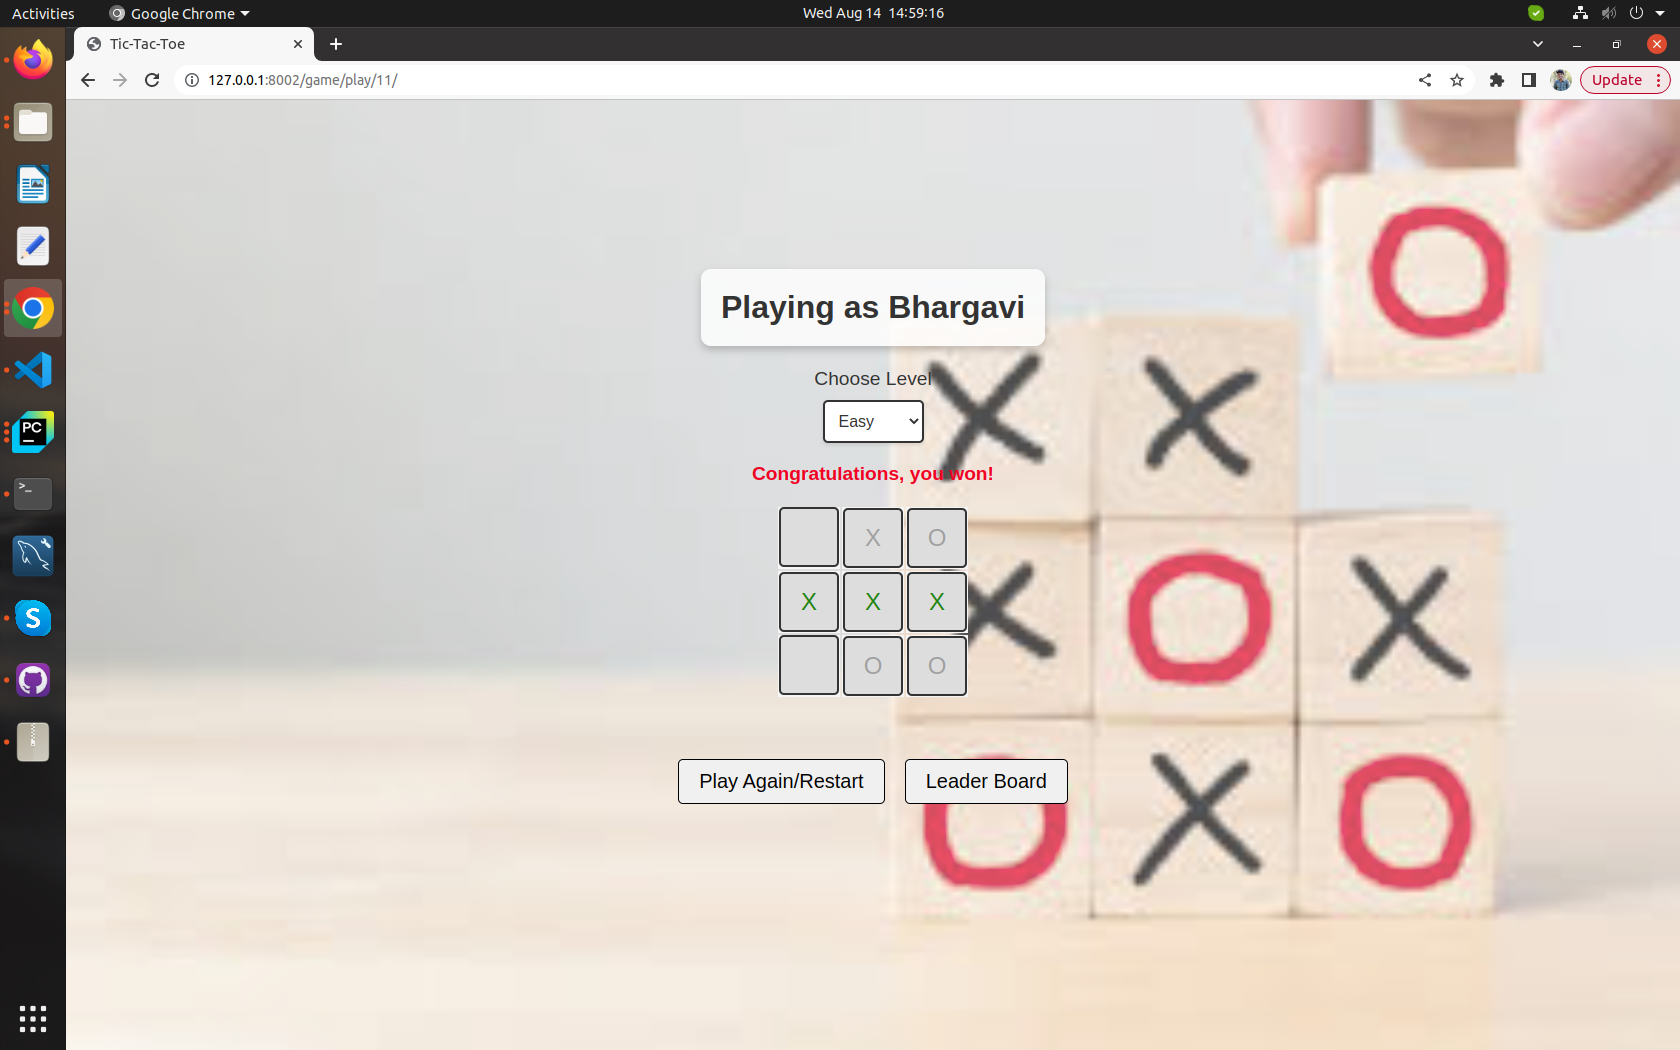 Activities
Google Chrome
Wed Aug 14 14:59:16
Tic-Tac-Toe
127.0.0.1:8002/game/play/11/
Update
PC
>_
S
Playing as Bhargavi
Choose Level
Easy
Congratulations, you won!
X O
X X X
O O
Play Again/Restart
Leader Board
O
X X
X O X
O X O